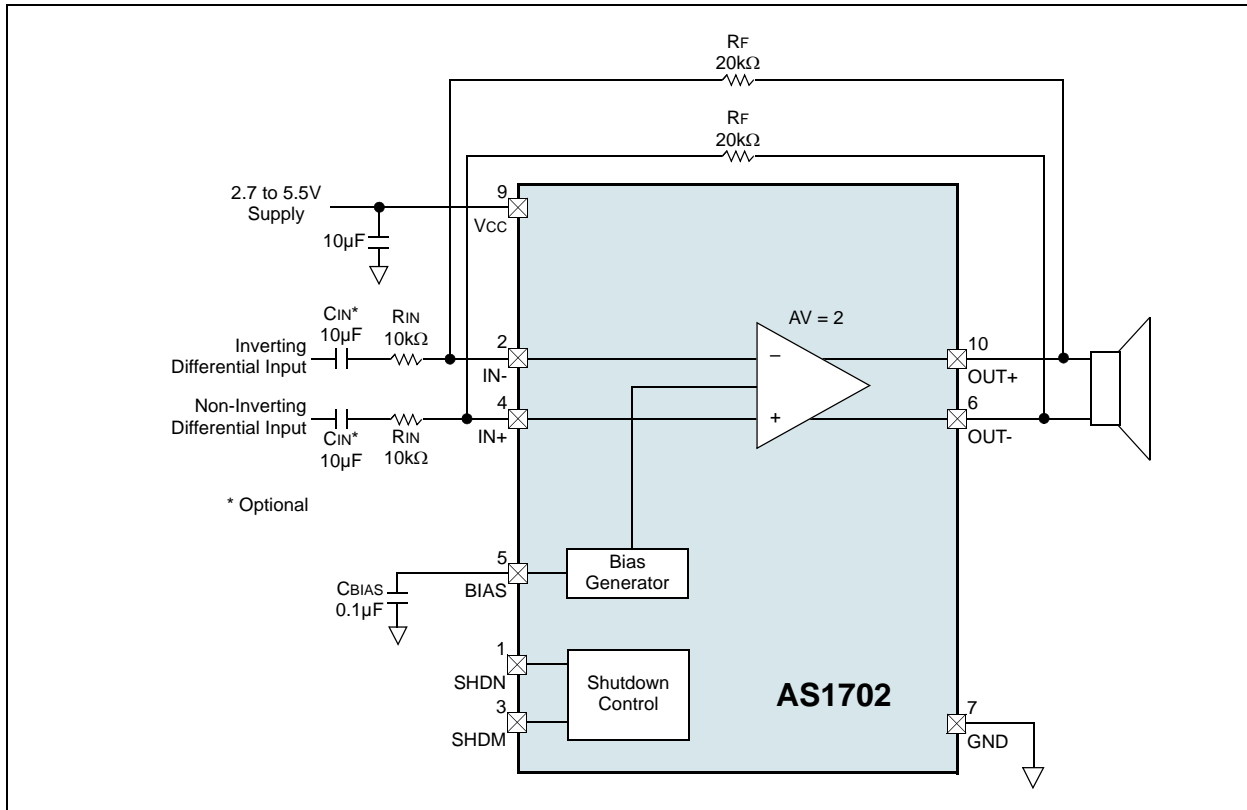 RF
20kΩ
RF
20kΩ
2.7 to 5.5V
Supply
9
VCC
10µF
CIN*
10µF
RIN
10kΩ
AV = 2
Inverting
Differential Input
2
IN-
−
10
OUT+
Non-Inverting
Differential Input
4
IN+
+
6
OUT-
CIN*
10µF
RIN
10kΩ
* Optional
5
BIAS
Bias
Generator
CBIAS
0.1µF
1
SHDN
Shutdown
Control
3
SHDM
AS1702
7
GND